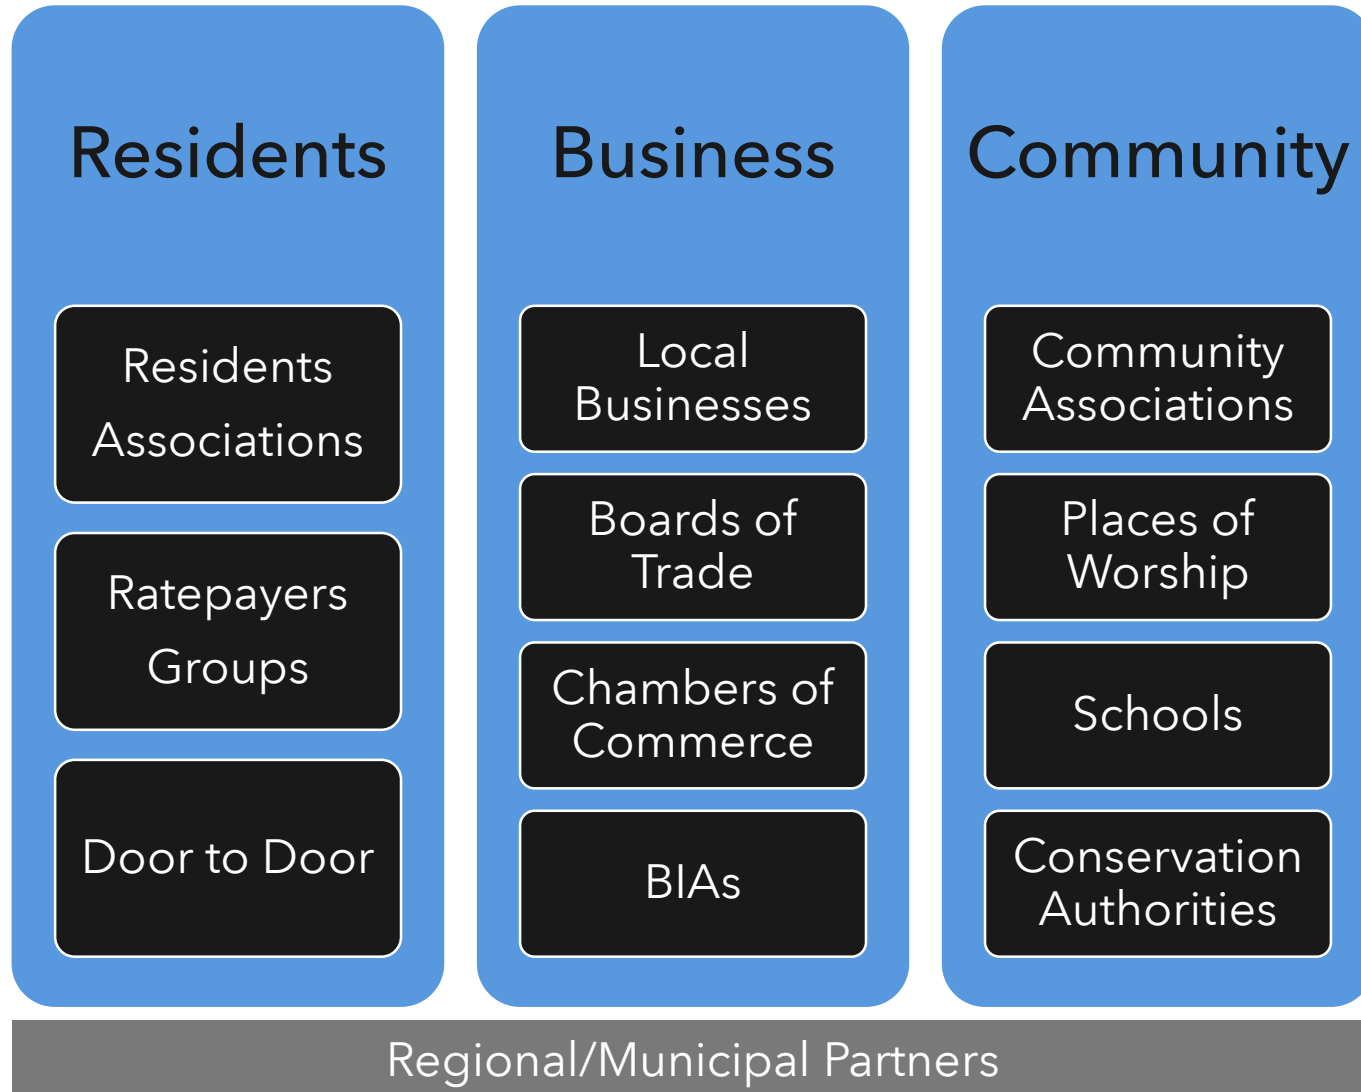 Residents
Residents
Associations
Ratepayers
Groups
Door to Door
Business
Local
Businesses
Boards of
Trade
Chambers of
Commerce
BIAs
Community
Community
Associations
Places of
Worship
Schools
Conservation
Authorities
Regional/Municipal Partners